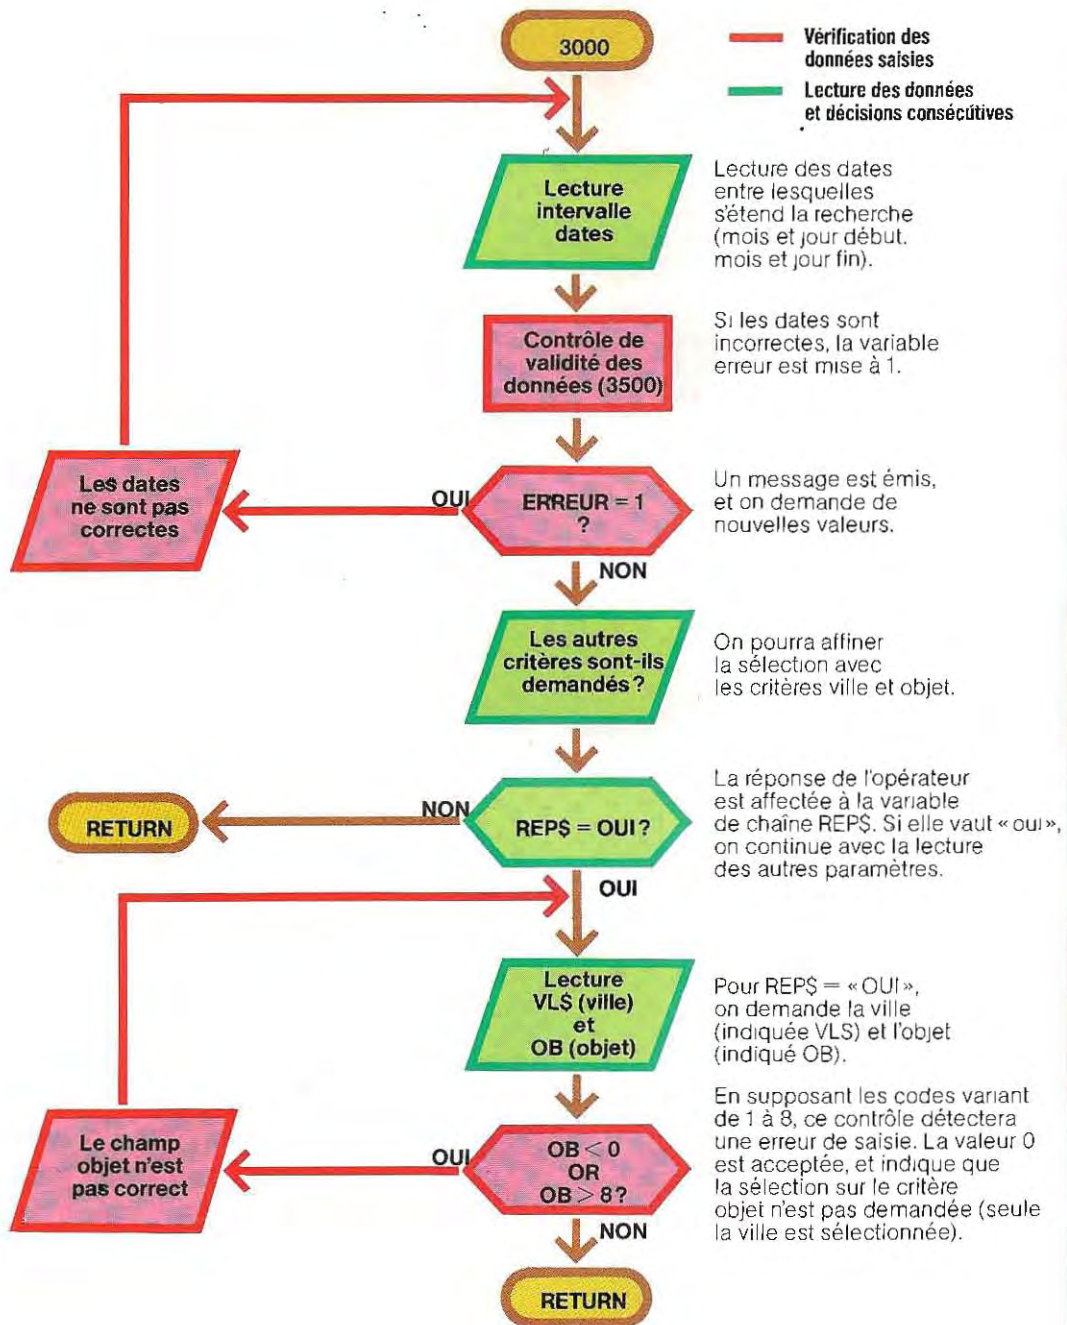 3000
Vérification des
données saisies
Lecture des données
et décisions consécutives
Lecture
intervalle
dates
Lecture des dates
entre lesquelles
s'étend la recherche
(mois et jour début.
mois et jour fin).
Contrôle de
validité des
données (3500)
Si les dates sont
incorrectes, la variable
erreur est mise à 1.
Les dates
ne sont pas
correctes
OUI
ERREUR = 1
?
Un message est émis,
et on demande de
nouvelles valeurs.
NON
Les autres
critères sont-ils
demandés ?
On pourra affiner
la sélection avec
les critères ville et objet.
RETURN
NON
REP$ = OUI ?
La réponse de l'opérateur
est affectée à la variable
de chaîne REP$. Si elle vaut « oui »,
on continue avec la lecture
des autres paramètres.
OUI
Lecture
VL$ (ville)
et
OB (objet)
Pour REP$ = « OUI »,
on demande la ville
(indiquée VLS) et l'objet
(indiqué OB).
Le champ
objet n'est
pas correct
OUI
OB < 0
OR
OB > 8?
En supposant les codes variant
de 1 à 8, ce contrôle détectera
une erreur de saisie. La valeur 0
est acceptée, et indique que
la sélection sur le critère
objet n'est pas demandée (seule
la ville est sélectionnée).
NON
RETURN